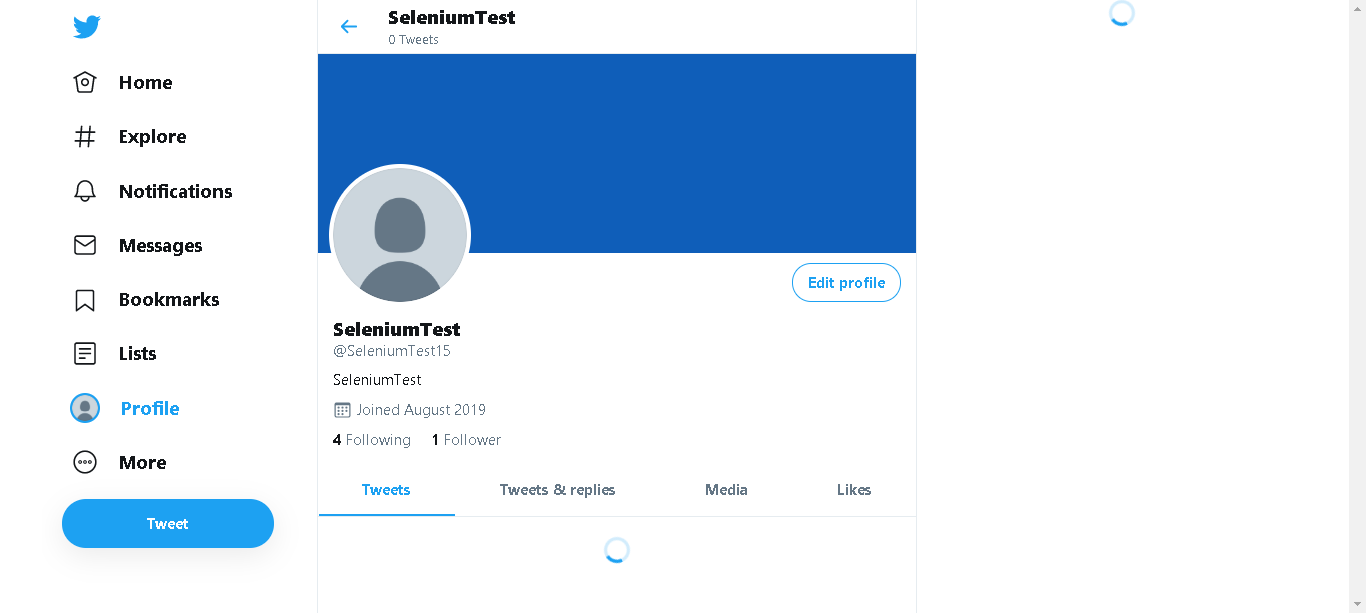 SeleniumTest
0 Tweets
Home
Explore
Notifications
Messages
Bookmarks
Lists
Profile
More
Tweet
Edit profile
SeleniumTest
@SeleniumTest15
SeleniumTest
Joined August 2019
4 Following 1 Follower
Tweets Tweets & replies Media Likes